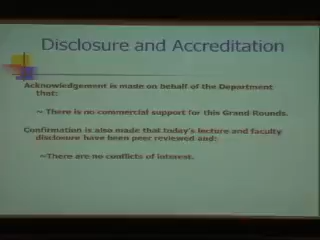 Disclosure and Accreditation
Acknowledgement is made on behalf of the Department
that:
~ There is no commercial support for this Grand Rounds.
Confirmation is also made that today's lecture and faculty
disclosure have been peer reviewed and:
~There are no conflicts of interest.